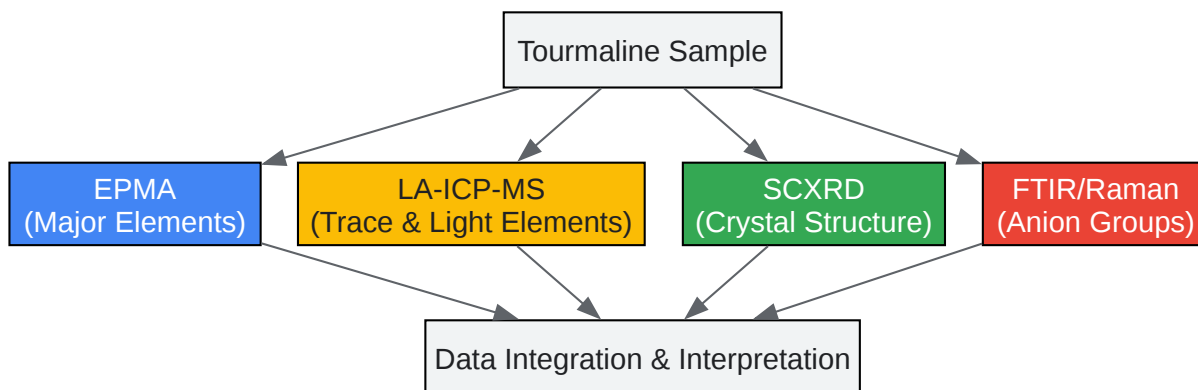 Tourmaline Sample
EPMA
(Major Elements)
LA-ICP-MS
(Trace & Light Elements)
SCXRD
(Crystal Structure)
FTIR/Raman
(Anion Groups)
Data Integration & Interpretation